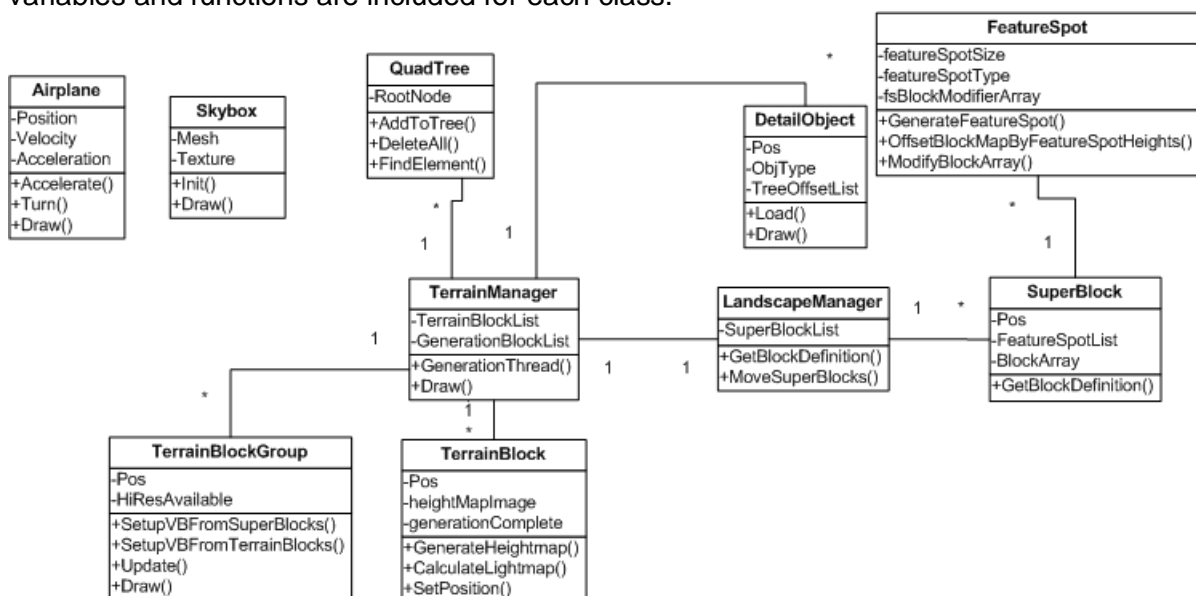 variables and functions are included for each class.
Airplane
-Position
-Velocity
-Acceleration
+Accelerate()
+Turn()
+Draw()
Skybox
-Mesh
-Texture
+Init()
+Draw()
QuadTree
-RootNode
+AddToTree()
+DeleteAll()
+FindElement()
*
1
1
*
DetailObject
-Pos
-ObjType
-TreeOffsetList
+Load()
+Draw()
FeatureSpot
-featureSpotSize
-featureSpotType
-fsBlockModifierArray
+GenerateFeatureSpot()
+OffsetBlockMapByFeatureSpotHeights()
+ModifyBlockArray()
*
1
TerrainManager
-TerrainBlockList
-GenerationBlockList
+GenerationThread()
+Draw()
1
*
1
*
1
1
LandscapeManager
-SuperBlockList
+GetBlockDefinition()
+MoveSuperBlocks()
1
*
SuperBlock
-Pos
-FeatureSpotList
-BlockArray
+GetBlockDefinition()
TerrainBlockGroup
-Pos
-HiResAvailable
+SetupVBFromSuperBlocks()
+SetupVBFromTerrainBlocks()
+Update()
+Draw()
TerrainBlock
-Pos
-heightMapImage
-generationComplete
+GenerateHeightmap()
+CalculateLightmap()
+SetPosition()